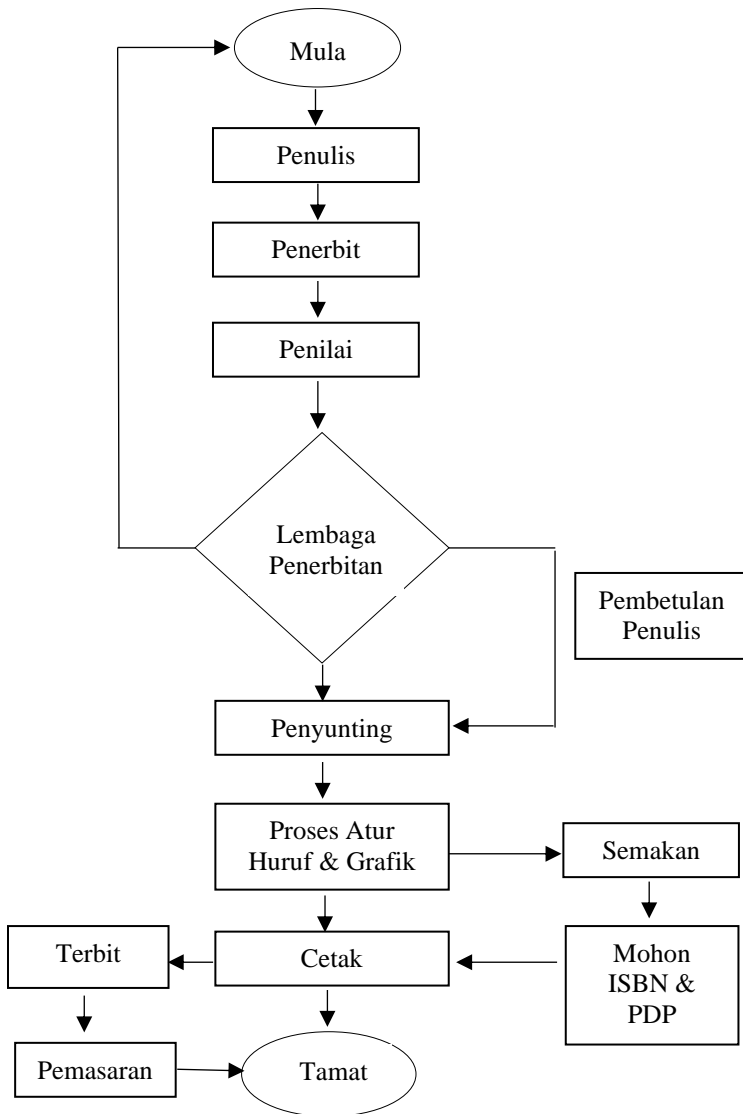 Mula
Penulis
Penerbit
Penilai
Lembaga
Penerbitan
Pembetulan
Penulis
Penyunting
Proses Atur
Huruf & Grafik
Semakan
Terbit
Cetak
Mohon
ISBN &
PDP
Pemasaran
Tamat